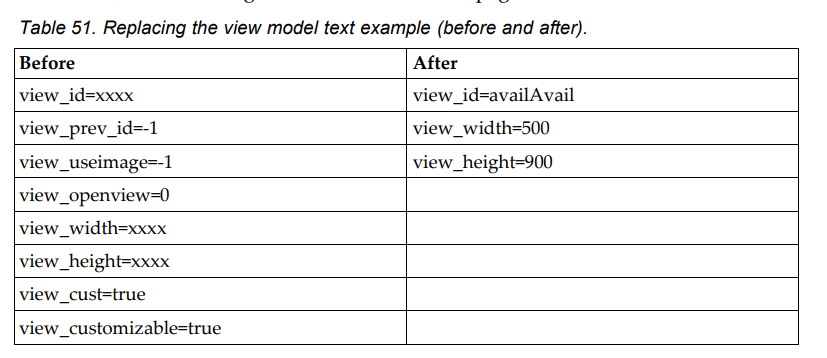 Table 51. Replacing the view model text example (before and after).
Before After
view_id=xxxx view_id=availAvail
view_prev_id=-1 view_width=500
view_useimage=-1 view_height=900
view_openview=0
view_width=xxxx
view_height=xxxx
view_cust=true
view_customizable=true